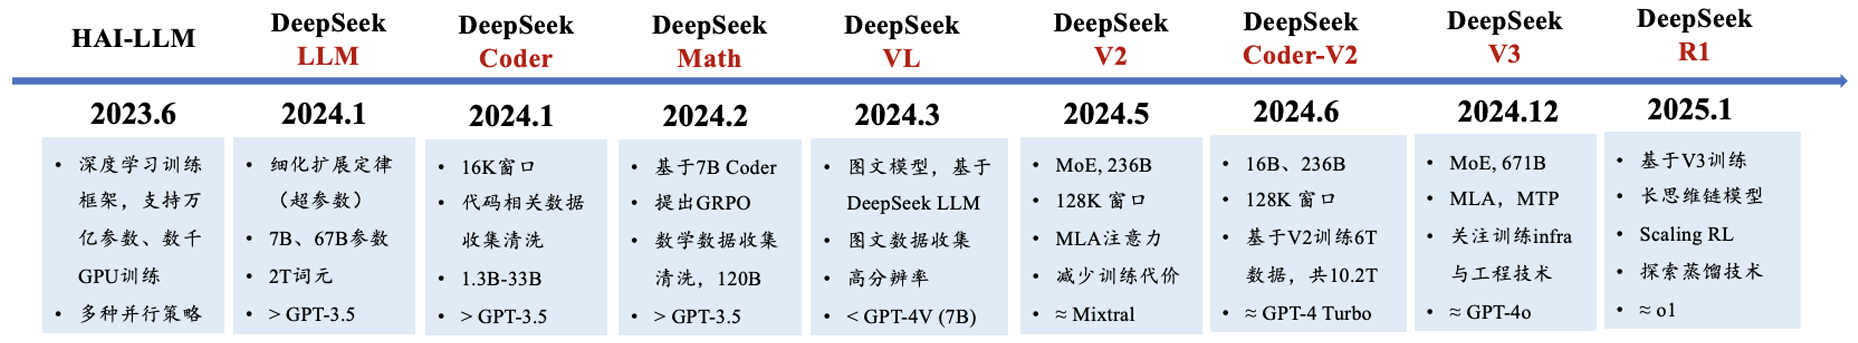 HAI-LLM
2023.6
• 深度学习训练
框架，支持万
亿参数、数千
GPU训练
• 多种并行策略
DeepSeek
LLM
2024.1
• 细化扩展定律
（超参数）
• 7B、67B参数
• 2T词元
• > GPT-3.5
DeepSeek
Coder
2024.1
• 16K窗口
• 代码相关数据
收集清洗
• 1.3B-33B
• > GPT-3.5
DeepSeek
Math
2024.2
• 基于7B Coder
• 提出GRPO
• 数学数据收集
清洗，120B
• > GPT-3.5
DeepSeek
VL
2024.3
• 图文模型，基于
DeepSeek LLM
• 图文数据收集
• 高分辨率
• < GPT-4V (7B)
DeepSeek
V2
2024.5
• MoE, 236B
• 128K 窗口
• MLA注意力
• 减少训练代价
• ≈ Mixtral
DeepSeek
Coder-V2
2024.6
• 16B、236B
• 128K 窗口
• 基于V2训练6T
数据，共10.2T
• ≈ GPT-4 Turbo
DeepSeek
V3
2024.12
• MoE, 671B
• MLA，MTP
• 关注训练infra
与工程技术
• ≈ GPT-4o
DeepSeek
R1
2025.1
• 基于V3训练
• 长思维链模型
• Scaling RL
• 探索蒸馏技术
• ≈ o1